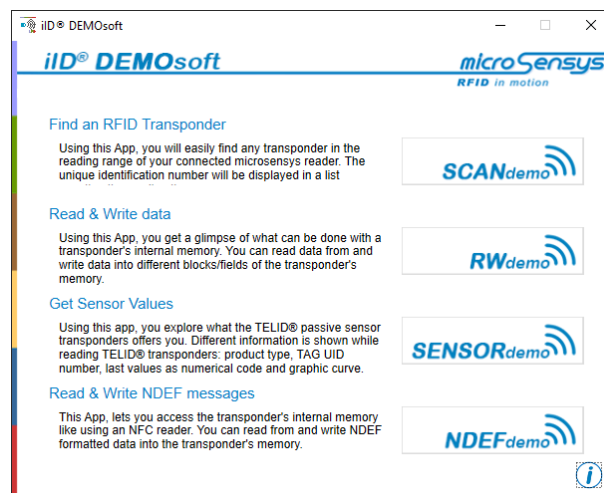 iID® DEMOsoft
iID® DEMOsoft
microSensys
RFID in motion
Find an RFID Transponder
Using this App, you will easily find any transponder in the
reading range of your connected microsensys reader. The
unique identification number will be displayed in a list
SCANdemo
Read & Write data
Using this App, you get a glimpse of what can be done with a
transponder's internal memory. You can read data from and
write data into different blocks/fields of the transponder's
memory.
RWdemo
Get Sensor Values
Using this app, you explore what the TELID® passive sensor
transponders offers you. Different information is shown while
reading TELID® transponders: product type, TAG UID
number, last values as numerical code and graphic curve.
SENSORdemo
Read & Write NDEF messages
This App, lets you access the transponder's internal memory
like using an NFC reader. You can read from and write NDEF
formatted data into the transponder's memory.
NDEFdemo
i